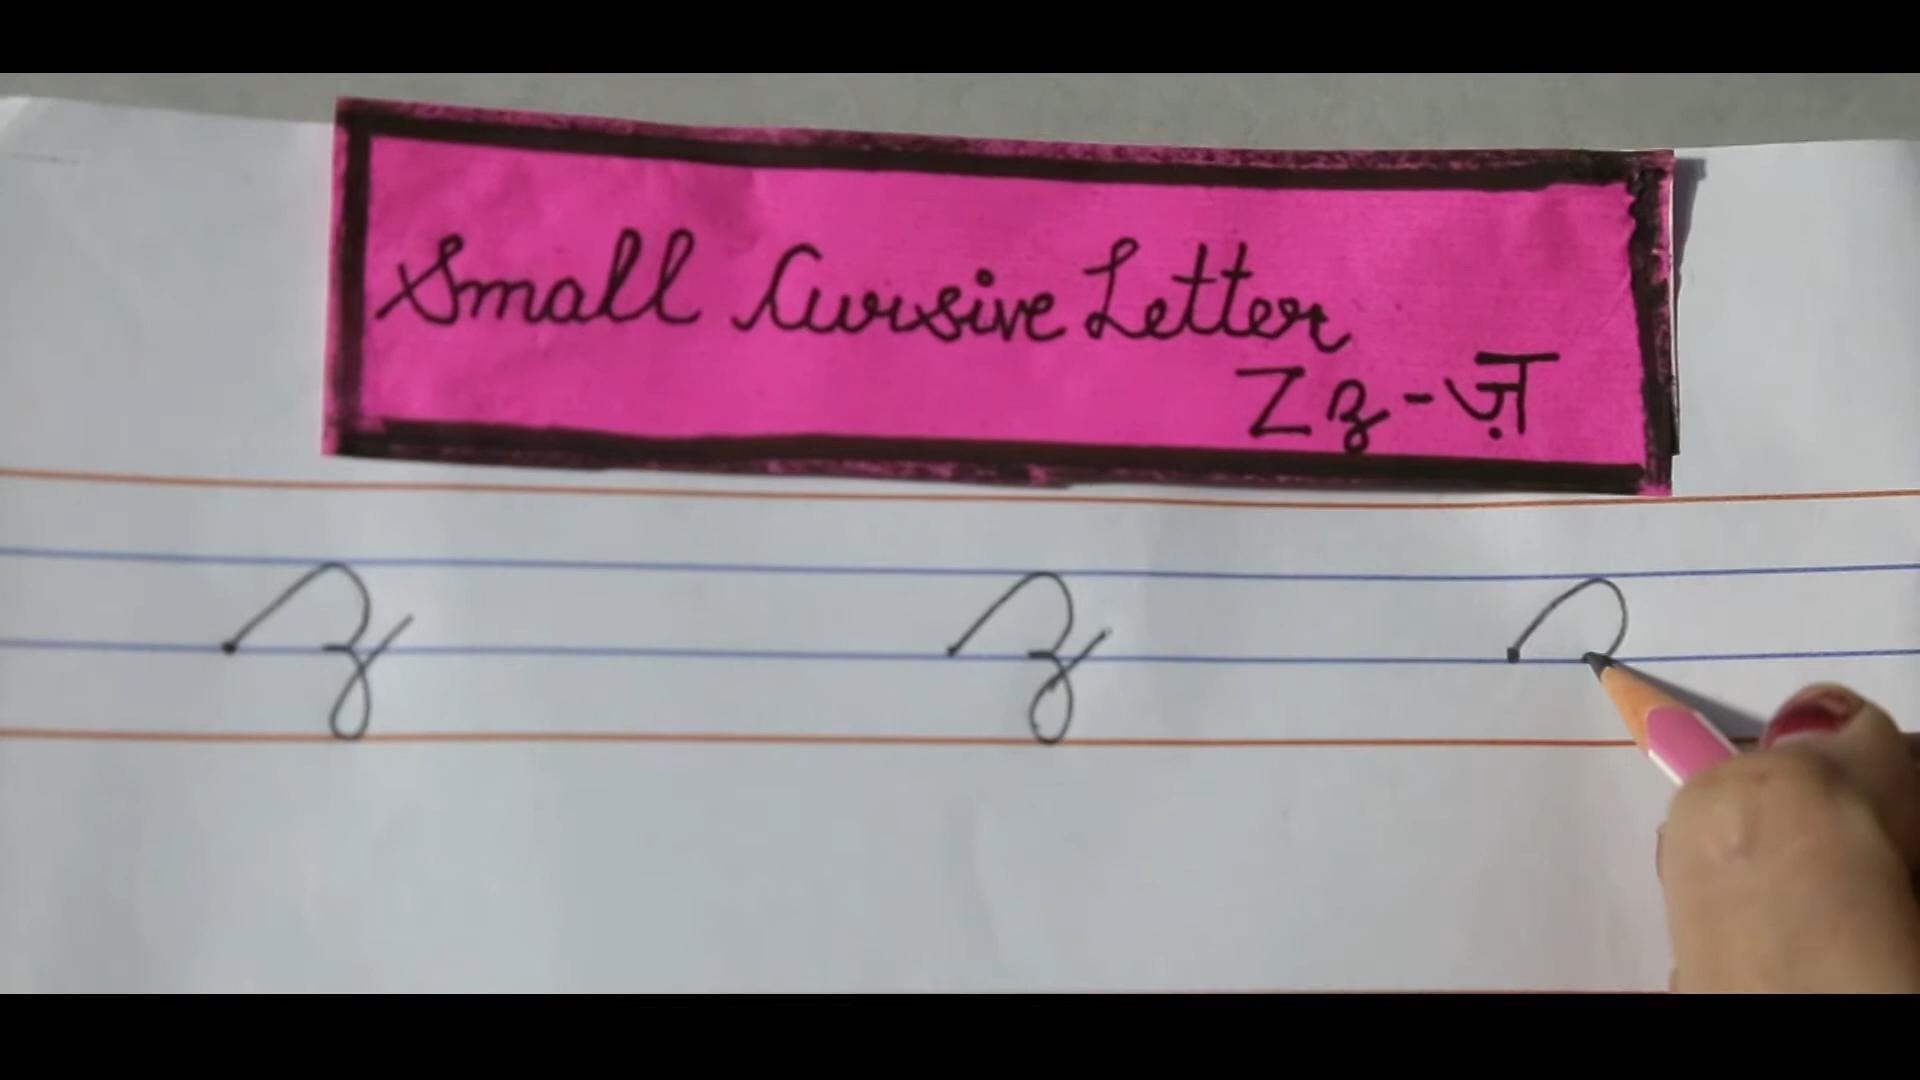 Small Cursive Letter
Zz - ज़
z z